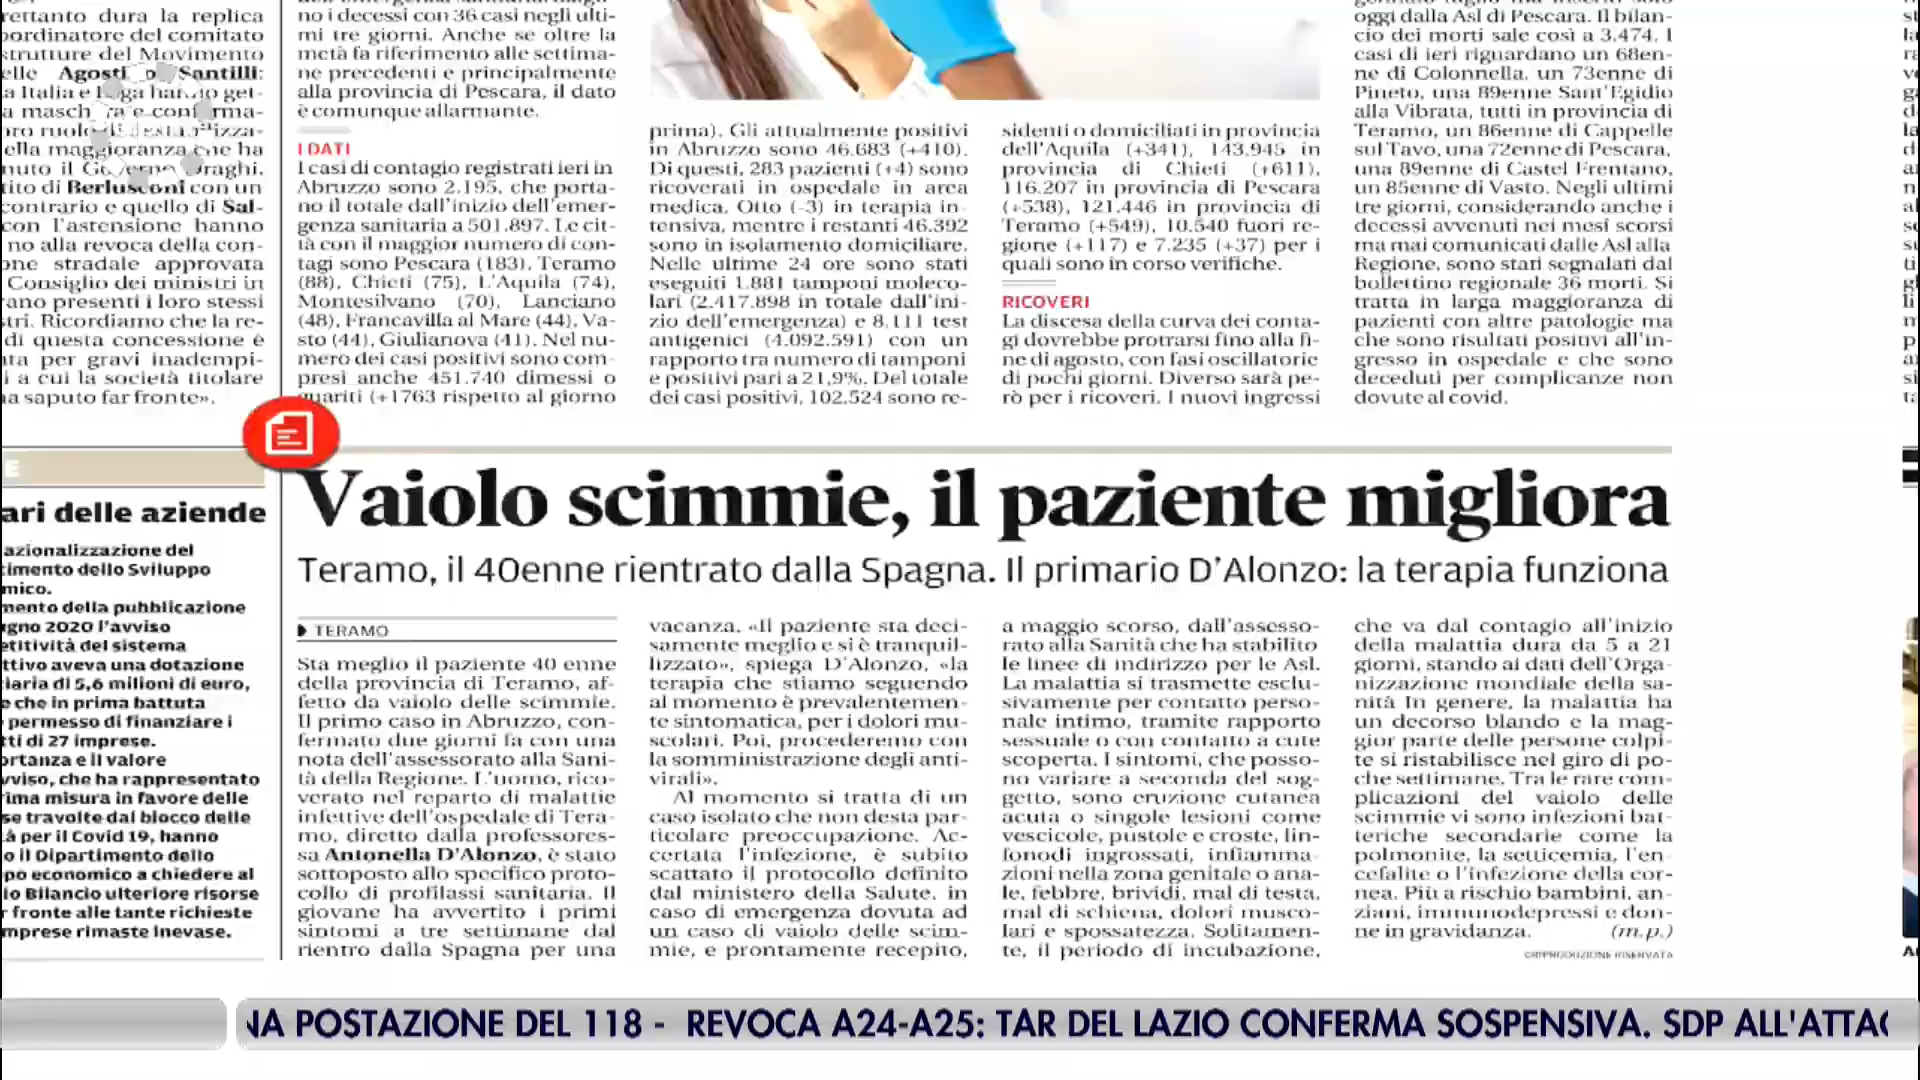 rettanto dura la replica
oordinatore del comitato
strutture del Movimento
elle Santilli:
a Italia e get-
a e conferma-
oro
ella maggioranza che ha
nuto il Governo Draghi,
tito di Berlusconi con un
contrario e quello di Sal-
con l'astensione hanno
no alla revoca della con-
one stradale approvata
Consiglio dei ministri in
rano presenti i loro stessi
stri. Ricordiamo che la re-
di questa concessione è
ata per gravi inadempi-
i a cui la società titolare
ha saputo far fronte».
E
ari delle aziende
azionalizzazione del
timento dello Sviluppo
mico.
mento della pubblicazione
ugno 2020 l'avviso
etitività del sistema
ttivo aveva una dotazione
iaria di 5,6 milioni di euro,
e che in prima battuta
permesso di finanziare i
tti di 27 imprese.
ortanza e il valore
vviso, che ha rappresentato
rima misura in favore delle
se travolte dal blocco delle
à per il Covid 19, hanno
o il Dipartimento dello
po economico a chiedere al
io Bilancio ulteriore risorse
r fronte alle tante richieste
mprese rimaste inevase.
no i decessi con 36 casi negli ulti-
mi tre giorni. Anche se oltre la
metà fa riferimento alle settima-
ne precedenti e principalmente
alla provincia di Pescara, il dato
è comunque allarmante.
I DATI
I casi di contagio registrati ieri in
Abruzzo sono 2.195, che porta-
no il totale dall'inizio dell'emer-
genza sanitaria a 501.897. Le cit-
tà con il maggior numero di con-
tagi sono Pescara (183), Teramo
(88), Chieti (75), L'Aquila (74),
Montesilvano (70), Lanciano
(48), Francavilla al Mare (44), Va-
sto (44), Giulianova (41). Nel nu-
mero dei casi positivi sono com-
presi anche 451.740 dimessi o
guariti (+1763 rispetto al giorno
prima). Gli attualmente positivi
in Abruzzo sono 46.683 (+410).
Di questi, 283 pazienti (+4) sono
ricoverati in ospedale in area
medica. Otto (-3) in terapia in-
tensiva, mentre i restanti 46.392
sono in isolamento domiciliare.
Nelle ultime 24 ore sono stati
eseguiti 1.881 tamponi moleco-
lari (2.417.898 in totale dall'ini-
zio dell'emergenza) e 8.111 test
antigenici (4.092.591) con un
rapporto tra numero di tamponi
e positivi pari a 21,9%. Del totale
dei casi positivi, 102.524 sono re-
sidenti o domiciliati in provincia
dell'Aquila (+341), 143.945 in
provincia di Chieti (+611),
116.207 in provincia di Pescara
(+538), 121.446 in provincia di
Teramo (+549), 10.540 fuori re-
gione (+117) e 7.235 (+37) per i
quali sono in corso verifiche.
RICOVERI
La discesa della curva dei conta-
gi dovrebbe protrarsi fino alla fi-
ne di agosto, con fasi oscillatorie
di pochi giorni. Diverso sarà pe-
rò per i ricoveri. I nuovi ingressi
oggi dalla Asl di Pescara. Il bilan-
cio dei morti sale così a 3.474. I
casi di ieri riguardano un 68en-
ne di Colonnella, un 73enne di
Pineto, una 89enne Sant'Egidio
alla Vibrata, tutti in provincia di
Teramo, un 86enne di Cappelle
sul Tavo, una 72enne di Pescara,
una 89enne di Castel Frentano,
un 85enne di Vasto. Negli ultimi
tre giorni, considerando anche i
decessi avvenuti nei mesi scorsi
ma mai comunicati dalle Asl alla
Regione, sono stati segnalati dal
bollettino regionale 36 morti. Si
tratta in larga maggioranza di
pazienti con altre patologie ma
che sono risultati positivi all'in-
gresso in ospedale e che sono
deceduti per complicanze non
dovute al covid.
Vaiolo scimmie, il paziente migliora
Teramo, il 40enne rientrato dalla Spagna. Il primario D'Alonzo: la terapia funziona
TERAMO
Sta meglio il paziente 40 enne
della provincia di Teramo, af-
fetto da vaiolo delle scimmie.
Il primo caso in Abruzzo, con-
fermato due giorni fa con una
nota dell'assessorato alla Sani-
tà della Regione. L'uomo, rico-
verato nel reparto di malattie
infettive dell'ospedale di Tera-
mo, diretto dalla professores-
sa Antonella D'Alonzo, è stato
sottoposto allo specifico proto-
collo di profilassi sanitaria. Il
giovane ha avvertito i primi
sintomi a tre settimane dal
rientro dalla Spagna per una
vacanza. «Il paziente sta deci-
samente meglio e si è tranquil-
lizzato», spiega D'Alonzo, «la
terapia che stiamo seguendo
al momento è prevalentemen-
te sintomatica, per i dolori mu-
scolari. Poi, procederemo con
la somministrazione degli anti-
virali».
Al momento si tratta di un
caso isolato che non desta par-
ticolare preoccupazione. Ac-
certata l'infezione, è subito
scattato il protocollo definito
dal ministero della Salute, in
caso di emergenza dovuta ad
un caso di vaiolo delle scim-
mie, e prontamente recepito,
a maggio scorso, dall'assesso-
rato alla Sanità che ha stabilito
le linee di indirizzo per le Asl.
La malattia si trasmette esclu-
sivamente per contatto perso-
nale intimo, tramite rapporto
sessuale o con contatto a cute
scoperta. I sintomi, che posso-
no variare a seconda del sog-
getto, sono eruzione cutanea
acuta o singole lesioni come
vescicole, pustole e croste, lin-
fonodi ingrossati, infiamma-
zioni nella zona genitale o ana-
le, febbre, brividi, mal di testa,
mal di schiena, dolori musco-
lari e spossatezza. Solitamen-
te, il periodo di incubazione,
che va dal contagio all'inizio
della malattia dura da 5 a 21
giorni, stando ai dati dell'Orga-
nizzazione mondiale della sa-
nità In genere, la malattia ha
un decorso blando e la mag-
gior parte delle persone colpi-
te si ristabilisce nel giro di po-
che settimane. Tra le rare com-
plicazioni del vaiolo delle
scimmie vi sono infezioni bat-
teriche secondarie come la
polmonite, la setticemia, l'en-
cefalite o l'infezione della cor-
nea. Più a rischio bambini, an-
ziani, immunodepressi e don-
ne in gravidanza. (m.p.)
©RIPRODUZIONE RISERVATA
NA POSTAZIONE DEL 118 - REVOCA A24-A25: TAR DEL LAZIO CONFERMA SOSPENSIVA. SDP ALL'ATTAC